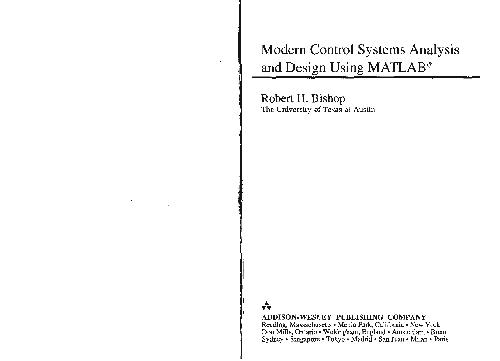 Modern Control Systems Analysis
and Design Using MATLAB®
Robert H. Bishop
The University of Texas at Austin
ADDISON-WESLEY PUBLISHING COMPANY
Reading, Massachusetts • Menlo Park, California • New York
Don Mills, Ontario • Wokingham, England • Amsterdam • Bonn
Sydney • Singapore • Tokyo • Madrid • San Juan • Milan • Paris